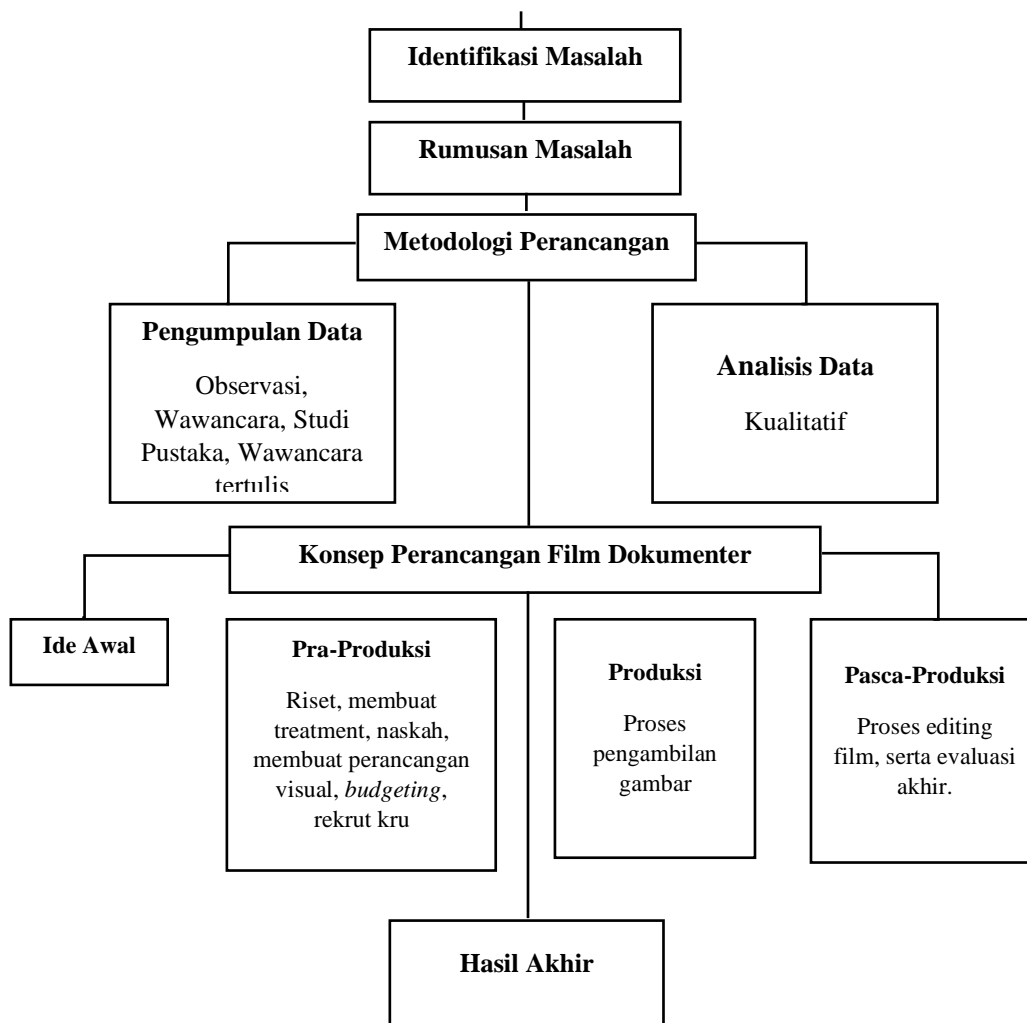 Identifikasi Masalah
Rumusan Masalah
Metodologi Perancangan
Pengumpulan Data
Observasi,
Wawancara, Studi
Pustaka, Wawancara
tertulis
Analisis Data
Kualitatif
Konsep Perancangan Film Dokumenter
Ide Awal
Pra-Produksi
Riset, membuat
treatment, naskah,
membuat perancangan
visual, budgeting,
rekrut kru
Produksi
Proses
pengambilan
gambar
Pasca-Produksi
Proses editing
film, serta evaluasi
akhir.
Hasil Akhir